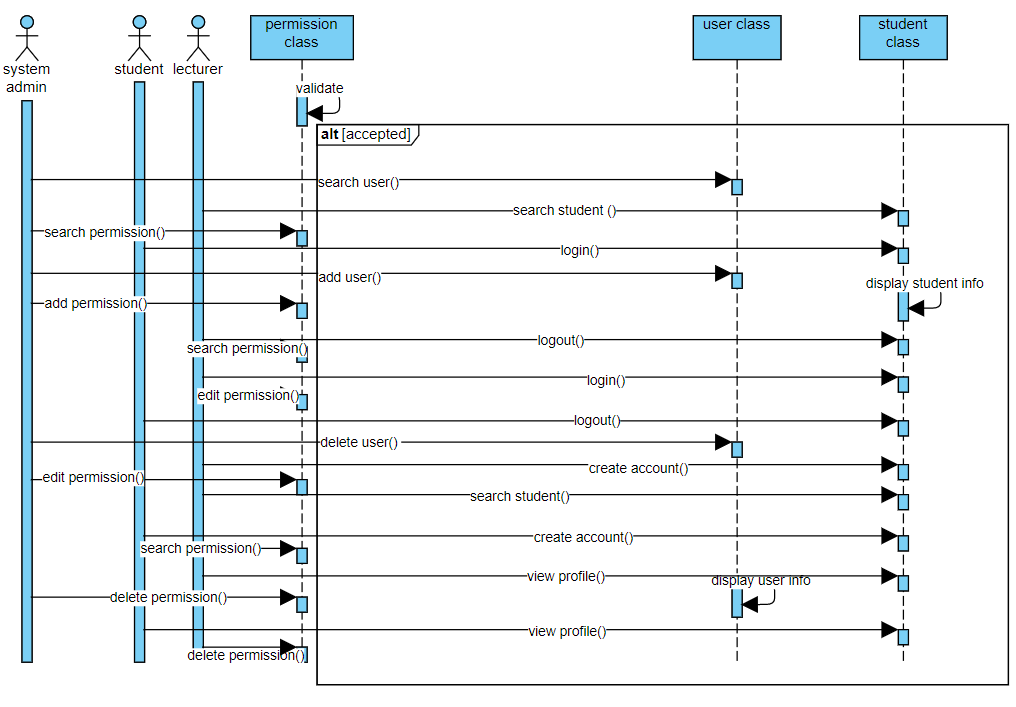 permission
class
user class
student
class
system
admin
student
lecturer
validate
alt [accepted]
search user()
search student ()
search permission()
login()
add user()
display student info
add permission()
logout()
search permission()
login()
edit permission()
logout()
delete user()
create account()
edit permission()
search student()
create account()
search permission()
view profile()
display user info
delete permission()
view profile()
delete permission()